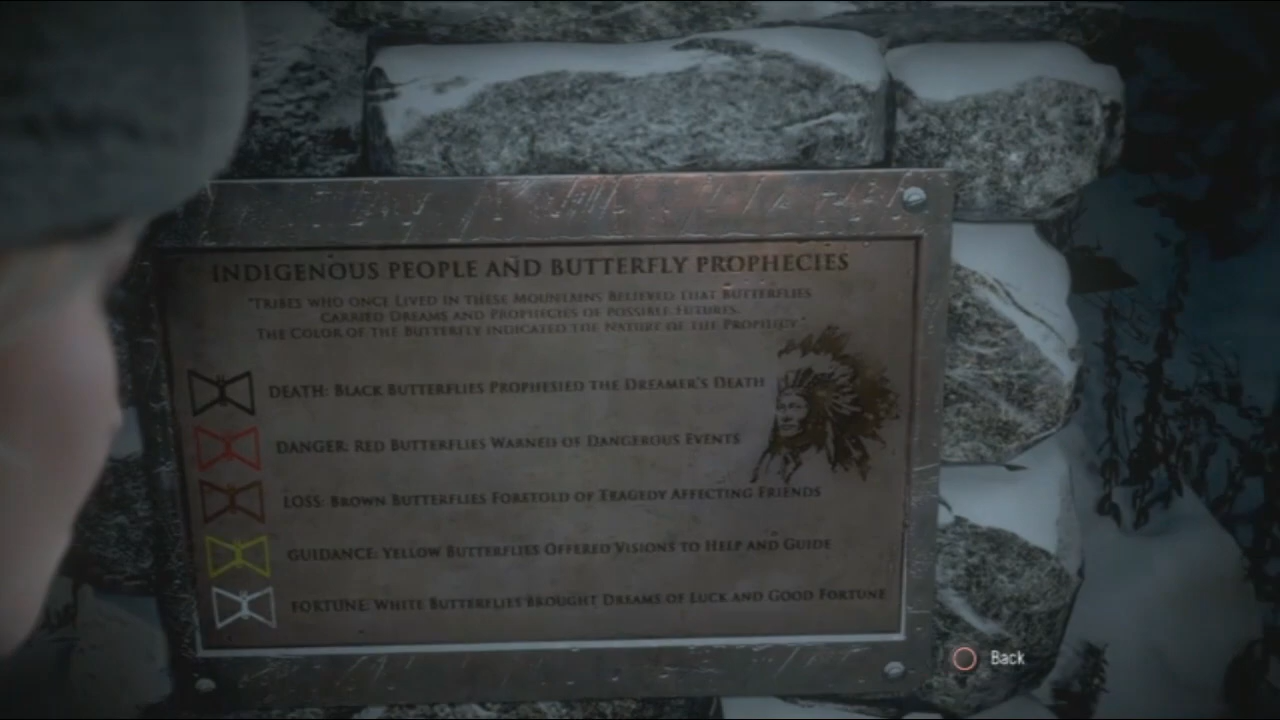 INDIGENOUS PEOPLE AND BUTTERFLY PROPHECIES
"TRIBES WHO ONCE LIVED IN THESE MOUNTAINS BELIEVED THAT BUTTERFLIES
CARRIED DREAMS AND PROPHECIES OF POSSIBLE FUTURES.
THE COLOR OF THE BUTTERFLY INDICATED THE NATURE OF THE PROPHECY."
DEATH: BLACK BUTTERFLIES PROPHESIED THE DREAMER'S DEATH
DANGER: RED BUTTERFLIES WARNED OF DANGEROUS EVENTS
LOSS: BROWN BUTTERFLIES FORETOLD OF TRAGEDY AFFECTING FRIENDS
GUIDANCE: YELLOW BUTTERFLIES OFFERED VISIONS TO HELP AND GUIDE
FORTUNE: WHITE BUTTERFLIES BROUGHT DREAMS OF LUCK AND GOOD FORTUNE
Back